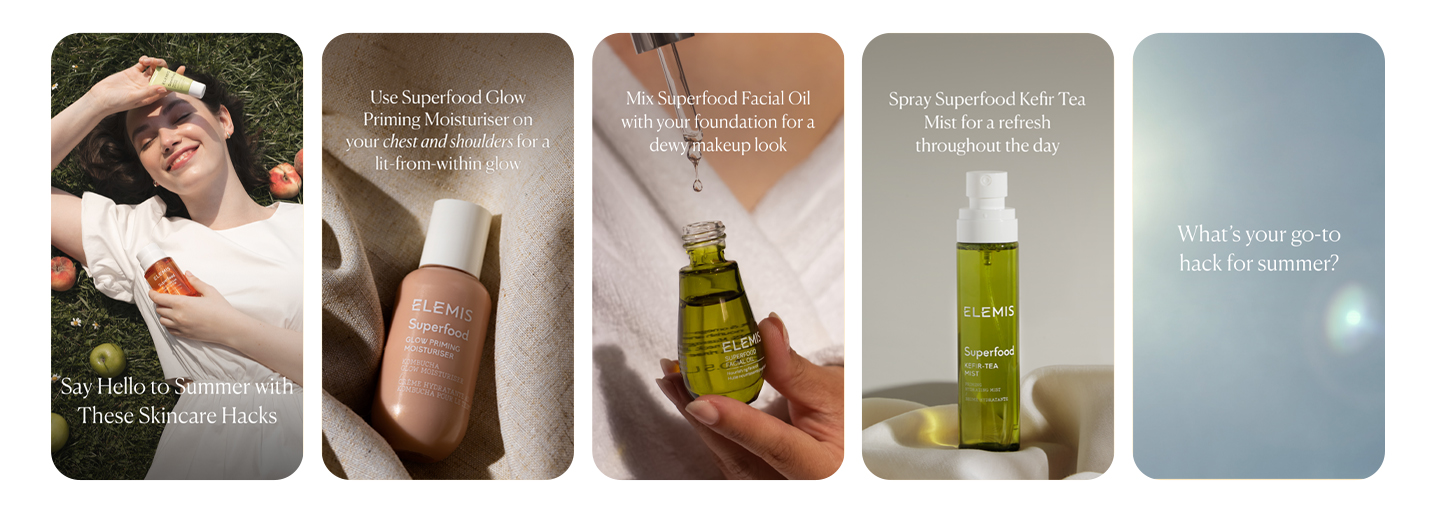 Say Hello to Summer with
These Skincare Hacks
Use Superfood Glow
Priming Moisturiser on
your chest and shoulders for a
lit-from-within glow
ELEMIS
Superfood
GLOW PRIMING
MOISTURISER
Mix Superfood Facial Oil
with your foundation for a
dewy makeup look
ELEMIS
SUPERFOOD
FACIAL OIL
Spray Superfood Kefir Tea
Mist for a refresh
throughout the day
ELEMIS
Superfood
KEFIR-TEA
MIST
What's your go-to
hack for summer?
ELEMIS